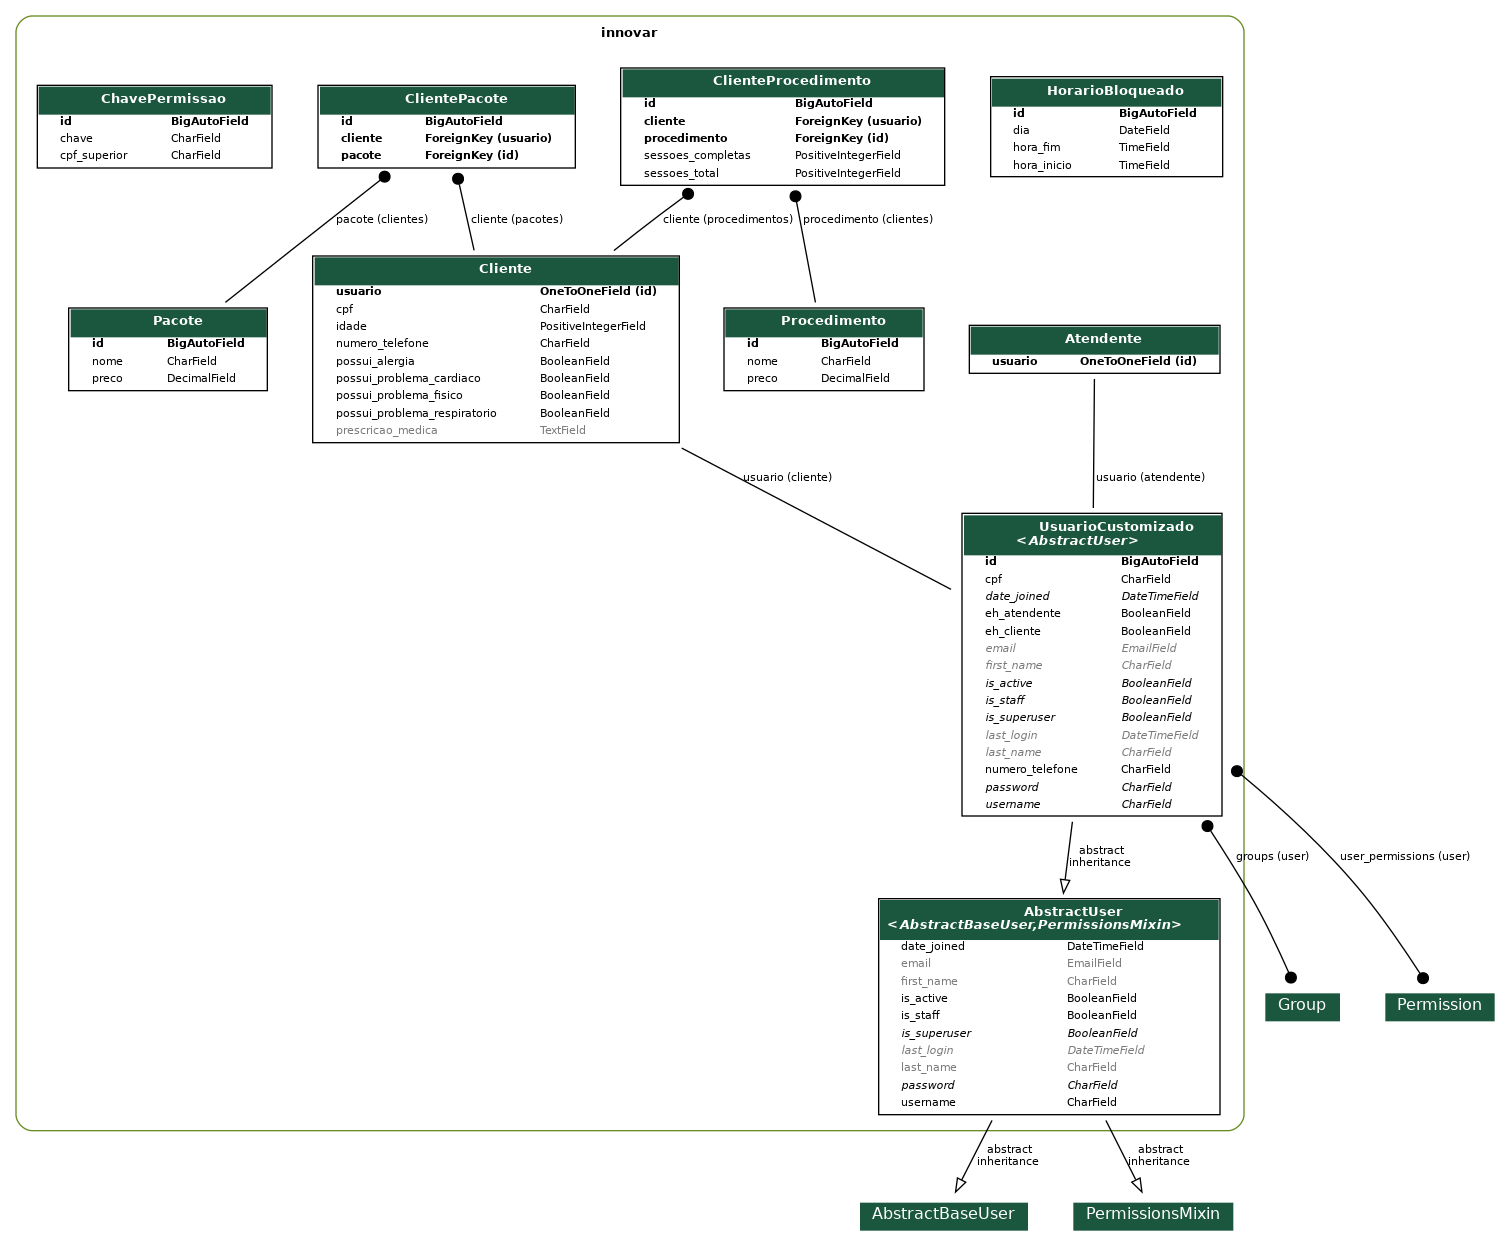 innovar
ChavePermissao
id BigAutoField
chave CharField
cpf_superior CharField
ClientePacote
id BigAutoField
cliente ForeignKey (usuario)
pacote ForeignKey (id)
ClienteProcedimento
id BigAutoField
cliente ForeignKey (usuario)
procedimento ForeignKey (id)
sessoes_completas PositiveIntegerField
sessoes_total PositiveIntegerField
HorarioBloqueado
id BigAutoField
dia DateField
hora_fim TimeField
hora_inicio TimeField
pacote (clientes)
cliente (pacotes)
cliente (procedimentos)
procedimento (clientes)
Pacote
id BigAutoField
nome CharField
preco DecimalField
Cliente
usuario OneToOneField (id)
cpf CharField
idade PositiveIntegerField
numero_telefone CharField
possui_alergia BooleanField
possui_problema_cardiaco BooleanField
possui_problema_fisico BooleanField
possui_problema_respiratorio BooleanField
prescricao_medica TextField
Procedimento
id BigAutoField
nome CharField
preco DecimalField
Atendente
usuario OneToOneField (id)
usuario (cliente)
usuario (atendente)
UsuarioCustomizado
<AbstractUser>
id BigAutoField
cpf CharField
date_joined DateTimeField
eh_atendente BooleanField
eh_cliente BooleanField
email EmailField
first_name CharField
is_active BooleanField
is_staff BooleanField
is_superuser BooleanField
last_login DateTimeField
last_name CharField
numero_telefone CharField
password CharField
username CharField
abstract
inheritance
groups (user)
user_permissions (user)
AbstractUser
<AbstractBaseUser,PermissionsMixin>
date_joined DateTimeField
email EmailField
first_name CharField
is_active BooleanField
is_staff BooleanField
is_superuser BooleanField
last_login DateTimeField
last_name CharField
password CharField
username CharField
Group
Permission
abstract
inheritance
abstract
inheritance
AbstractBaseUser
PermissionsMixin